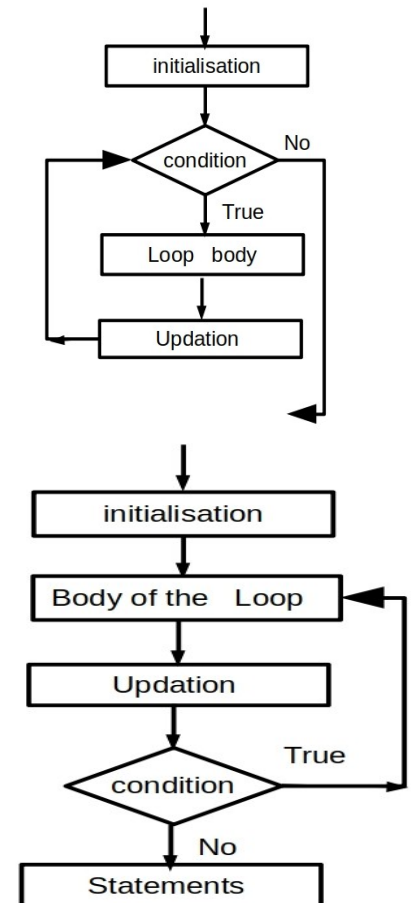 initialisation
No
condition
True
Loop body
Updation
initialisation
Body of the Loop
Updation
True
condition
No
Statements